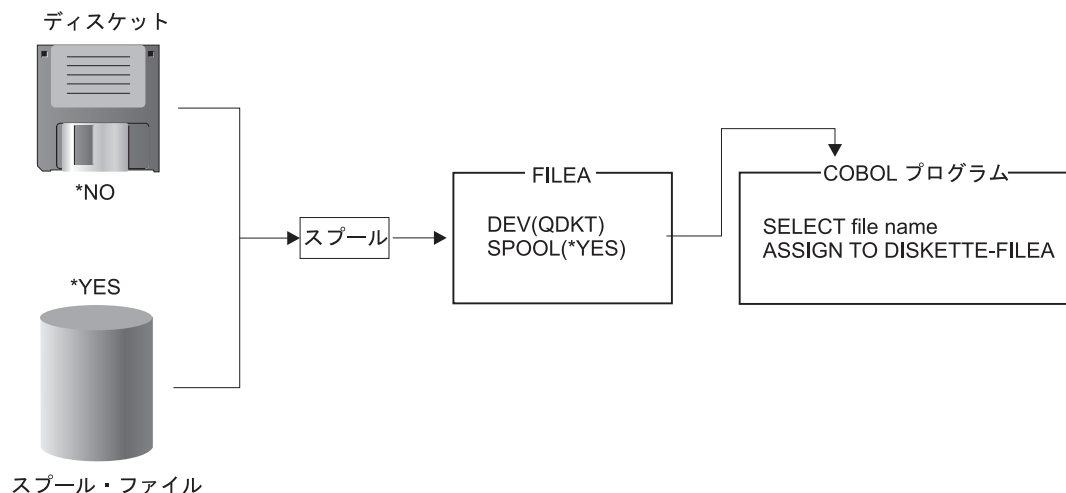 ディスケット
*NO
*YES
スプール・ファイル
スプール
FILEA
DEV(QDKT)
SPOOL(*YES)
COBOL プログラム
SELECT file name
ASSIGN TO DISKETTE-FILEA